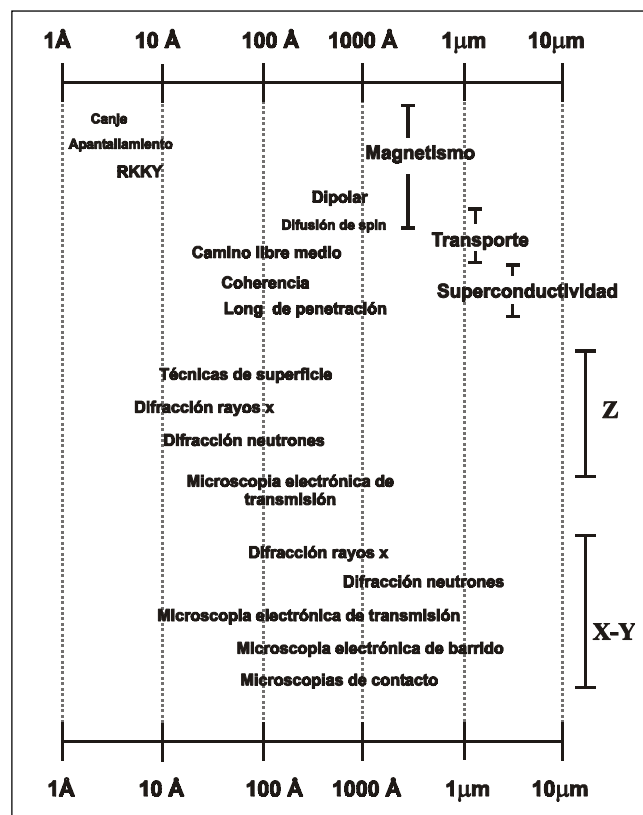 1Å 10 Å 100 Å 1000 Å 1μm 10μm
Canje
Apantallamiento
RKKY
Magnetismo
Dipolar
Difusión de spin
Transporte
Camino libre medio
Coherencia
Superconductividad
Long de penetración
Técnicas de superficie
Difracción rayos x
Z
Difracción neutrones
Microscopia electrónica de
transmisión
Difracción rayos x
Difracción neutrones
Microscopia electrónica de transmisión
X-Y
Microscopia electrónica de barrido
Microscopias de contacto
1Å 10 Å 100 Å 1000 Å 1μm 10μm